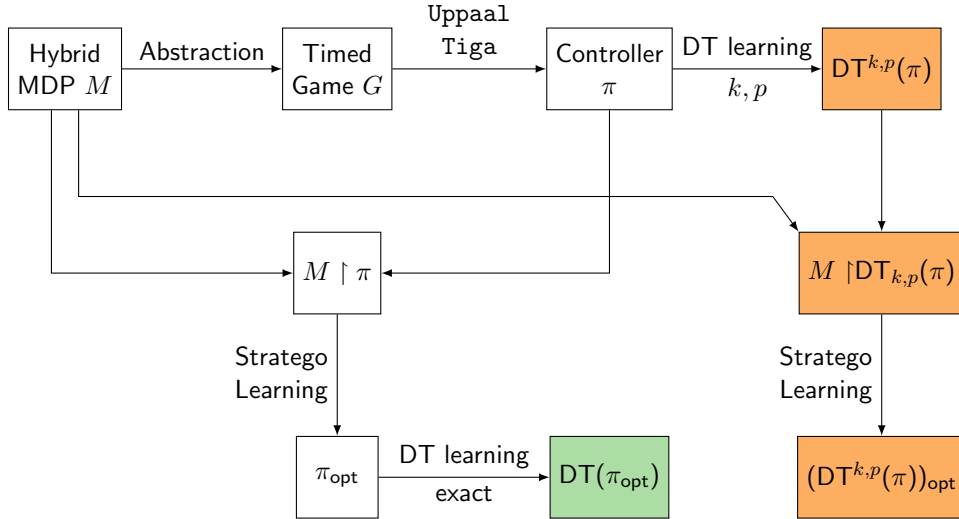 Hybrid
MDP M
Abstraction
Timed
Game G
Uppaal
Tiga
Controller
π
DT learning
k, p
DT^{k,p}(π)
M ↾ π
M ↾DT_{k,p}(π)
Stratego
Learning
Stratego
Learning
π_opt
DT learning
exact
DT(π_opt)
(DT^{k,p}(π))_opt